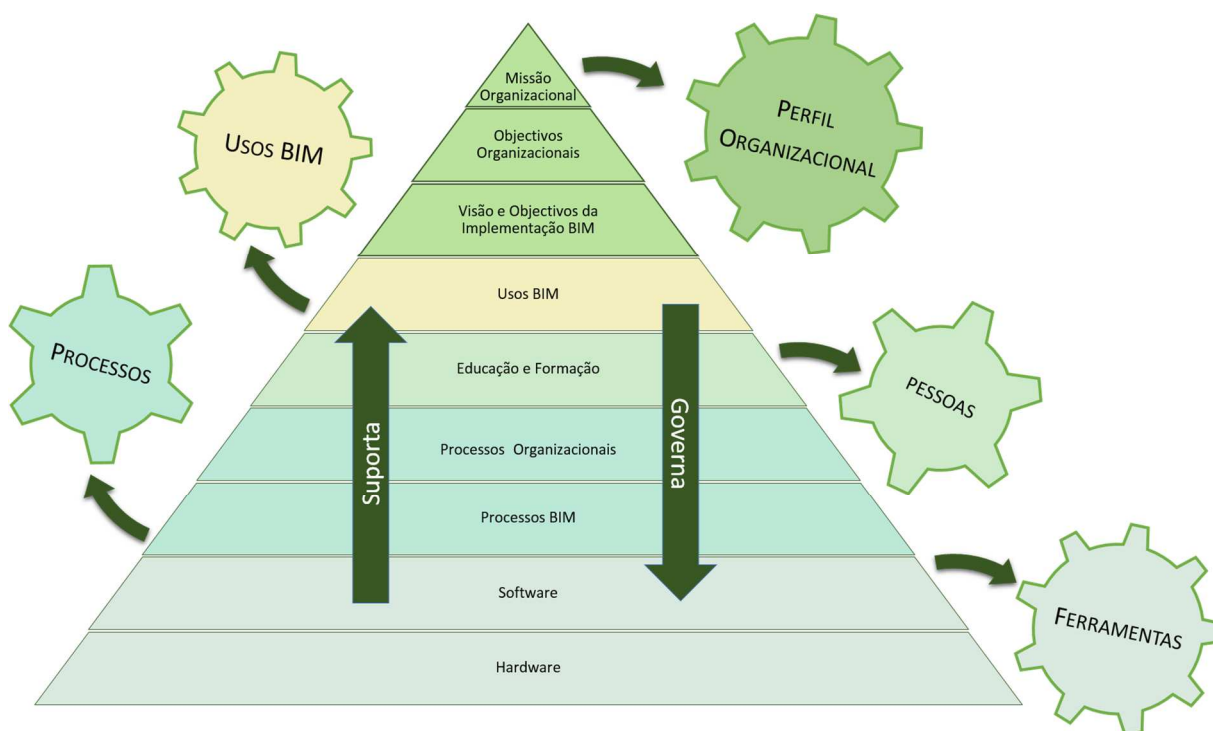 Missão
Organizacional
Objectivos
Organizacionais
Visão e Objectivos da
Implementação BIM
Usos BIM
Educação e Formação
Processos Organizacionais
Processos BIM
Software
Hardware
Suporta
Governa
USOS BIM
PROCESSOS
PERFIL
ORGANIZACIONAL
PESSOAS
FERRAMENTAS